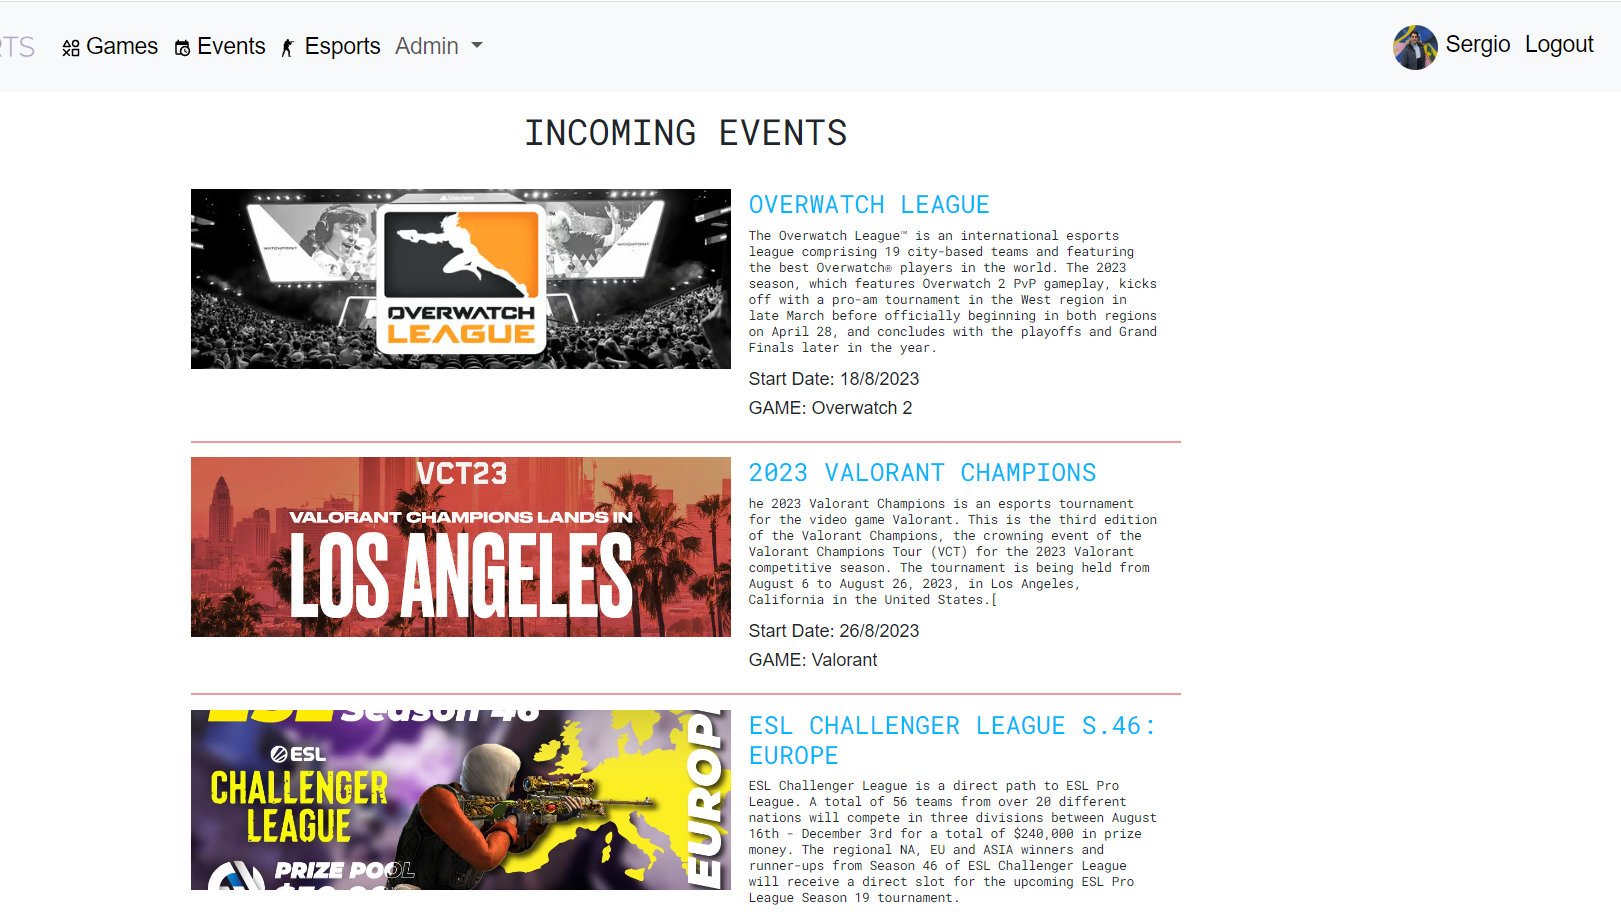 RTS Games Events Esports Admin Sergio Logout
INCOMING EVENTS
WATCHPOINT
WATCHPOINT
OVERWATCH
LEAGUE
OVERWATCH LEAGUE
The Overwatch League™ is an international esports
league comprising 19 city-based teams and featuring
the best Overwatch® players in the world. The 2023
season, which features Overwatch 2 PvP gameplay, kicks
off with a pro-am tournament in the West region in
late March before officially beginning in both regions
on April 28, and concludes with the playoffs and Grand
Finals later in the year.
Start Date: 18/8/2023
GAME: Overwatch 2
VCT23
VALORANT CHAMPIONS LANDS IN
LOS ANGELES
2023 VALORANT CHAMPIONS
he 2023 Valorant Champions is an esports tournament
for the video game Valorant. This is the third edition
of the Valorant Champions, the crowning event of the
Valorant Champions Tour (VCT) for the 2023 Valorant
competitive season. The tournament is being held from
August 6 to August 26, 2023, in Los Angeles,
California in the United States.[
Start Date: 26/8/2023
GAME: Valorant
ESL Season 46
ESL
CHALLENGER
LEAGUE
PRIZE POOL
EUROPE
ESL CHALLENGER LEAGUE S.46:
EUROPE
ESL Challenger League is a direct path to ESL Pro
League. A total of 56 teams from over 20 different
nations will compete in three divisions between August
16th - December 3rd for a total of $240,000 in prize
money. The regional NA, EU and ASIA winners and
runner-ups from Season 46 of ESL Challenger League
will receive a direct slot for the upcoming ESL Pro
League Season 19 tournament.